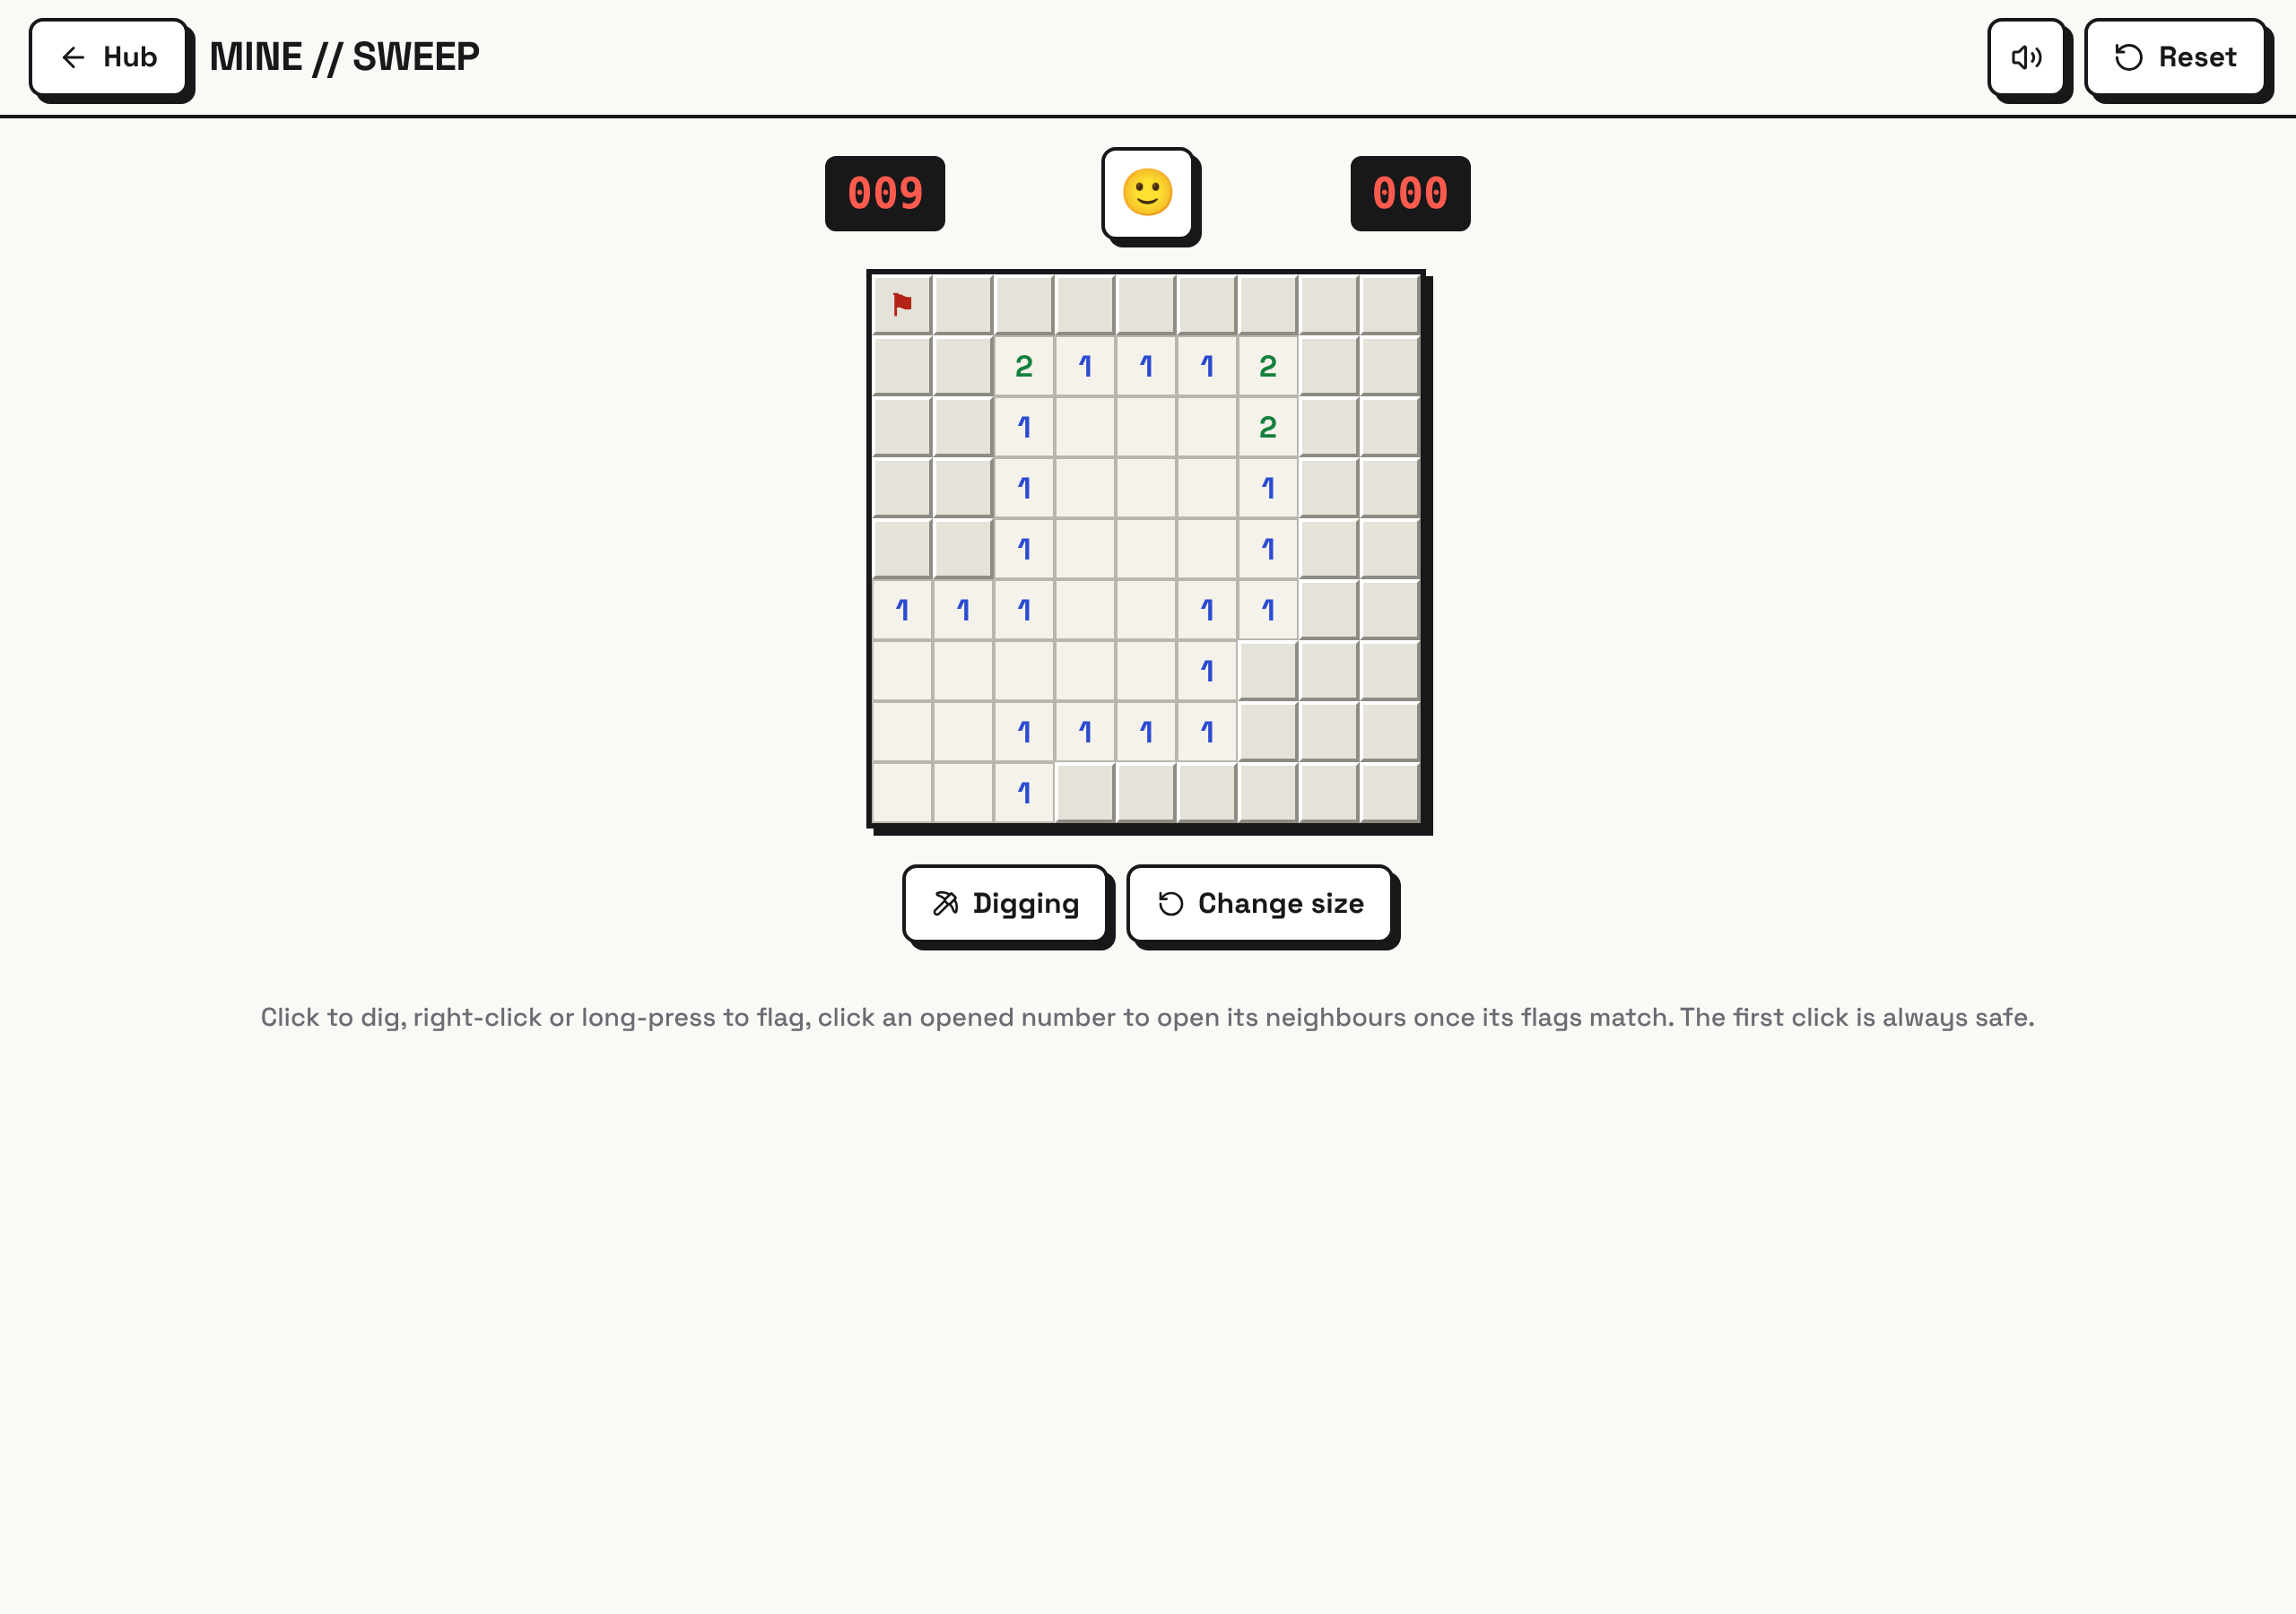 Hub
MINE // SWEEP
Reset
009
000
2 1 1 1 2
1 2
1 1
1 1
1 1 1 1 1
1
1 1 1 1
1
Digging
Change size
Click to dig, right-click or long-press to flag, click an opened number to open its neighbours once its flags match. The first click is always safe.